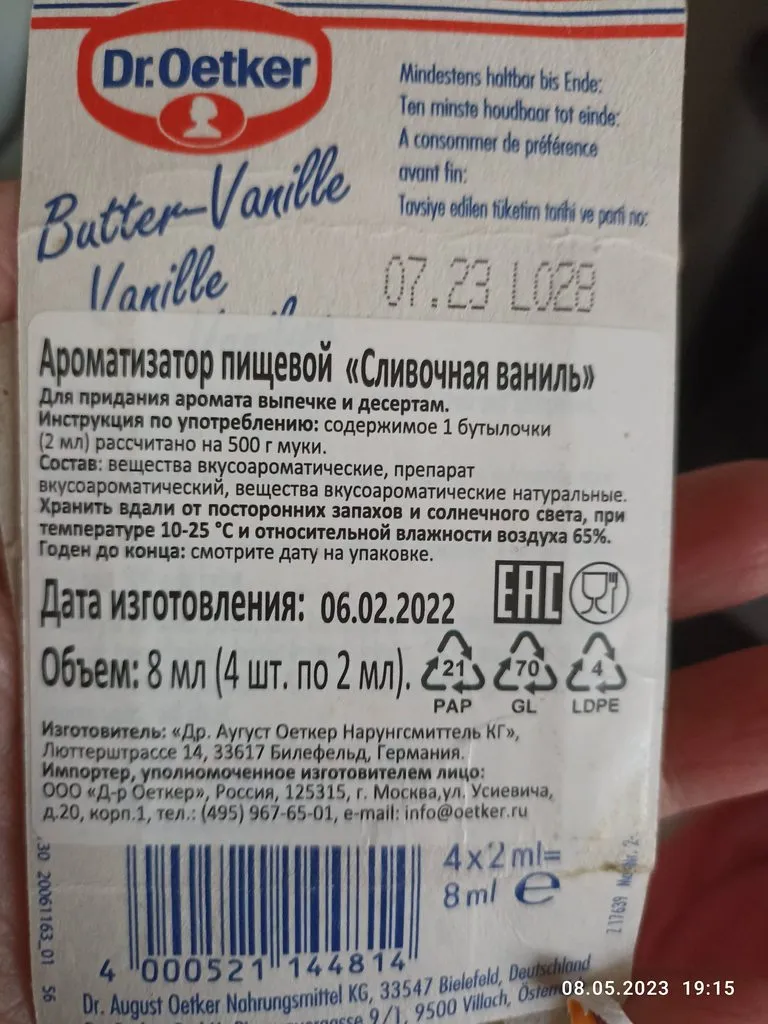 Dr.Oetker
Butter-Vanille
Vanille
Mindestens haltbar bis Ende:
Ten minste houdbaar tot einde:
A consommer de préférence
avant fin:
Tavsiye edilen tüketim tarihi ve parti no:
07.23 L028
Ароматизатор пищевой «Сливочная ваниль»
Для придания аромата выпечке и десертам.
Инструкция по употреблению: содержимое 1 бутылочки
(2 мл) рассчитано на 500 г муки.
Состав: вещества вкусоароматические, препарат
вкусоароматический, вещества вкусоароматические натуральные.
Хранить вдали от посторонних запахов и солнечного света, при
температуре 10-25 °С и относительной влажности воздуха 65%.
Годен до конца: смотрите дату на упаковке.
Дата изготовления: 06.02.2022
EAC
Объем: 8 мл (4 шт. по 2 мл).
21 70 4
PAP GL LDPE
Изготовитель: «Др. Аугуст Оеткер Нарунгсмиттель КГ»,
Люттерштрассе 14, 33617 Билефельд, Германия.
Импортер, уполномоченное изготовителем лицо:
ООО «Д-р Оеткер», Россия, 125315, г. Москва,ул. Усиевича,
д.20, корп.1, тел.: (495) 967-65-01, e-mail: info@oetker.ru
4x2ml=
8ml e
30 20061163_01 S6
Z 17639
4 000521 144814
Dr. August Oetker Nahrungsmittel KG, 33547 Bielefeld, Deutschland
9/1, 9500 Villach,
08.05.2023 19:15